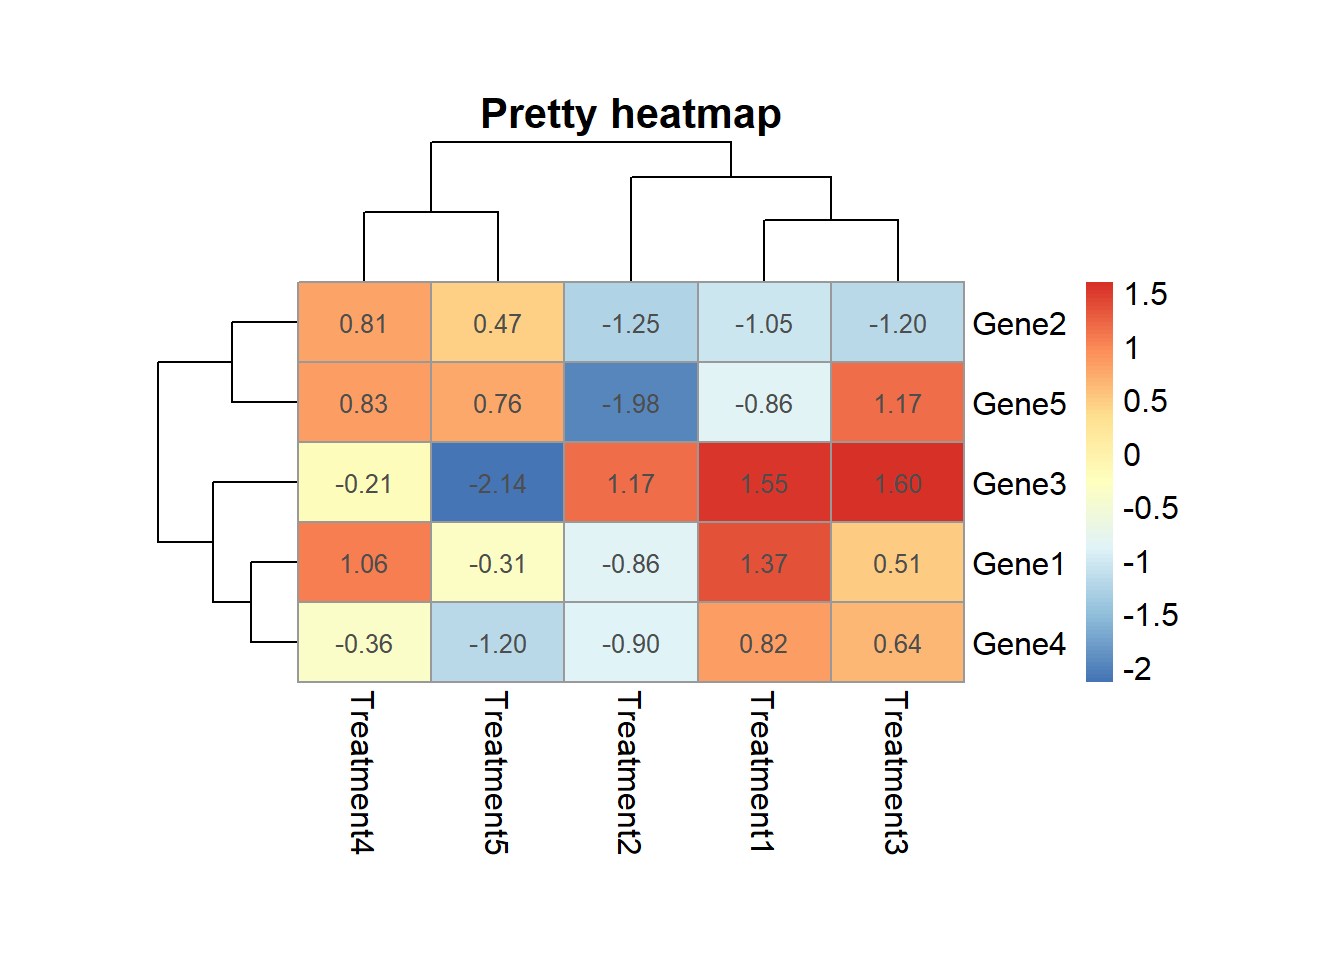 Pretty heatmap
0.81 0.47 -1.25 -1.05 -1.20 Gene2
0.83 0.76 -1.98 -0.86 1.17 Gene5
-0.21 -2.14 1.17 1.55 1.60 Gene3
1.06 -0.31 -0.86 1.37 0.51 Gene1
-0.36 -1.20 -0.90 0.82 0.64 Gene4
Treatment4
Treatment5
Treatment2
Treatment1
Treatment3
1.5
1
0.5
0
-0.5
-1
-1.5
-2